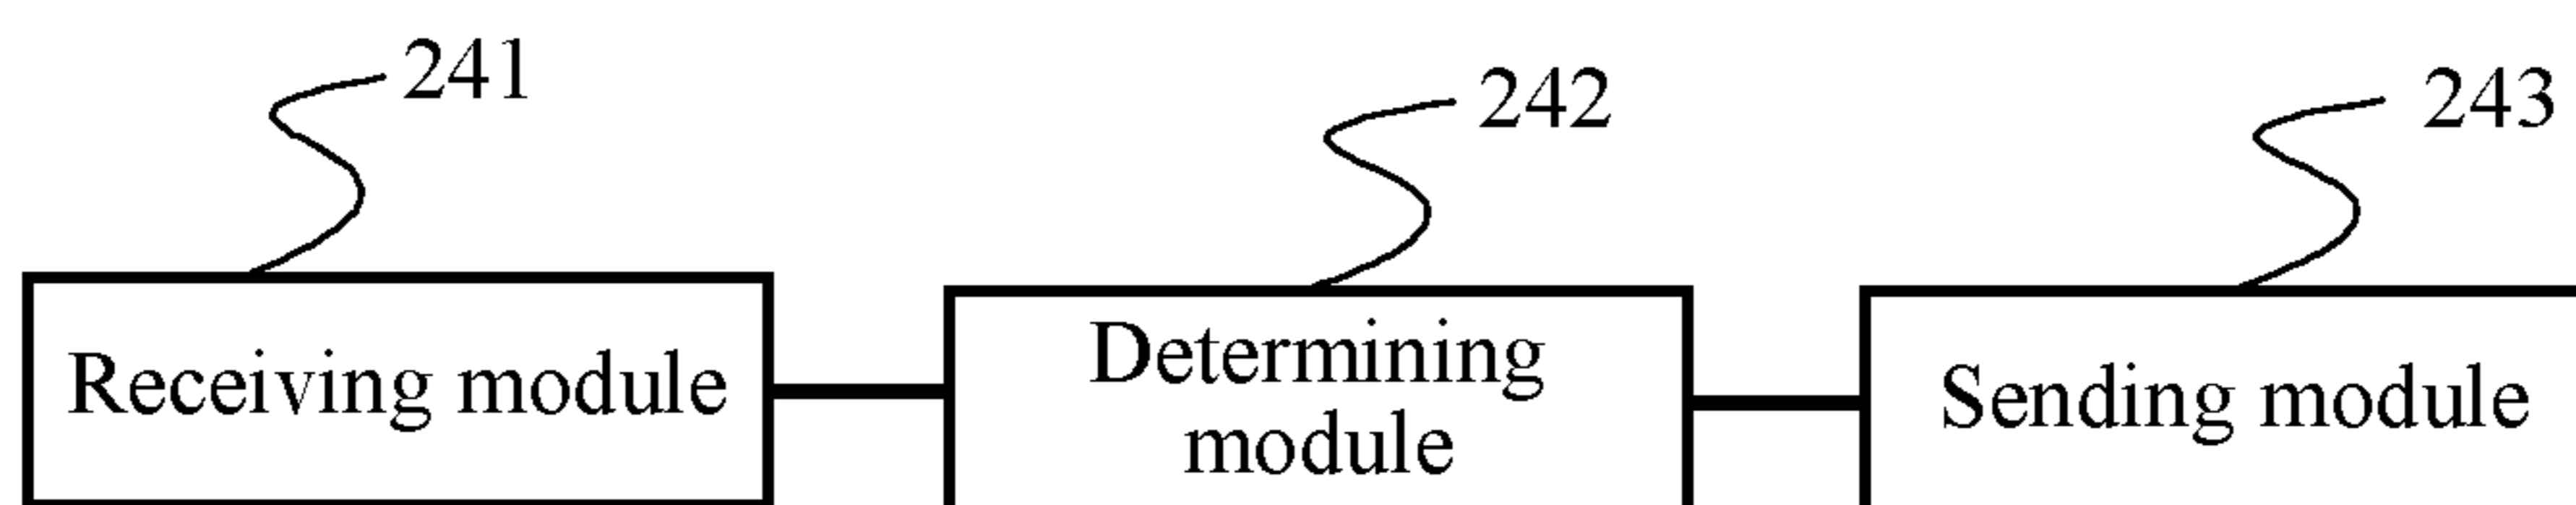 241
242
243
Receiving module
Determining
module
Sending module